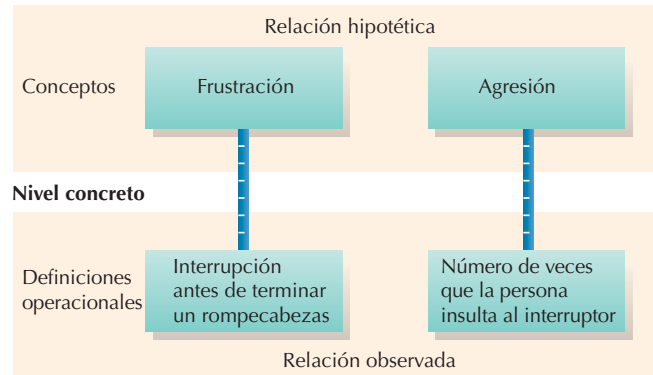 Relación hipotética
Conceptos
Frustración
Agresión
Nivel concreto
Definiciones
operacionales
Interrupción
antes de terminar
un rompecabezas
Número de veces
que la persona
insulta al interruptor
Relación observada